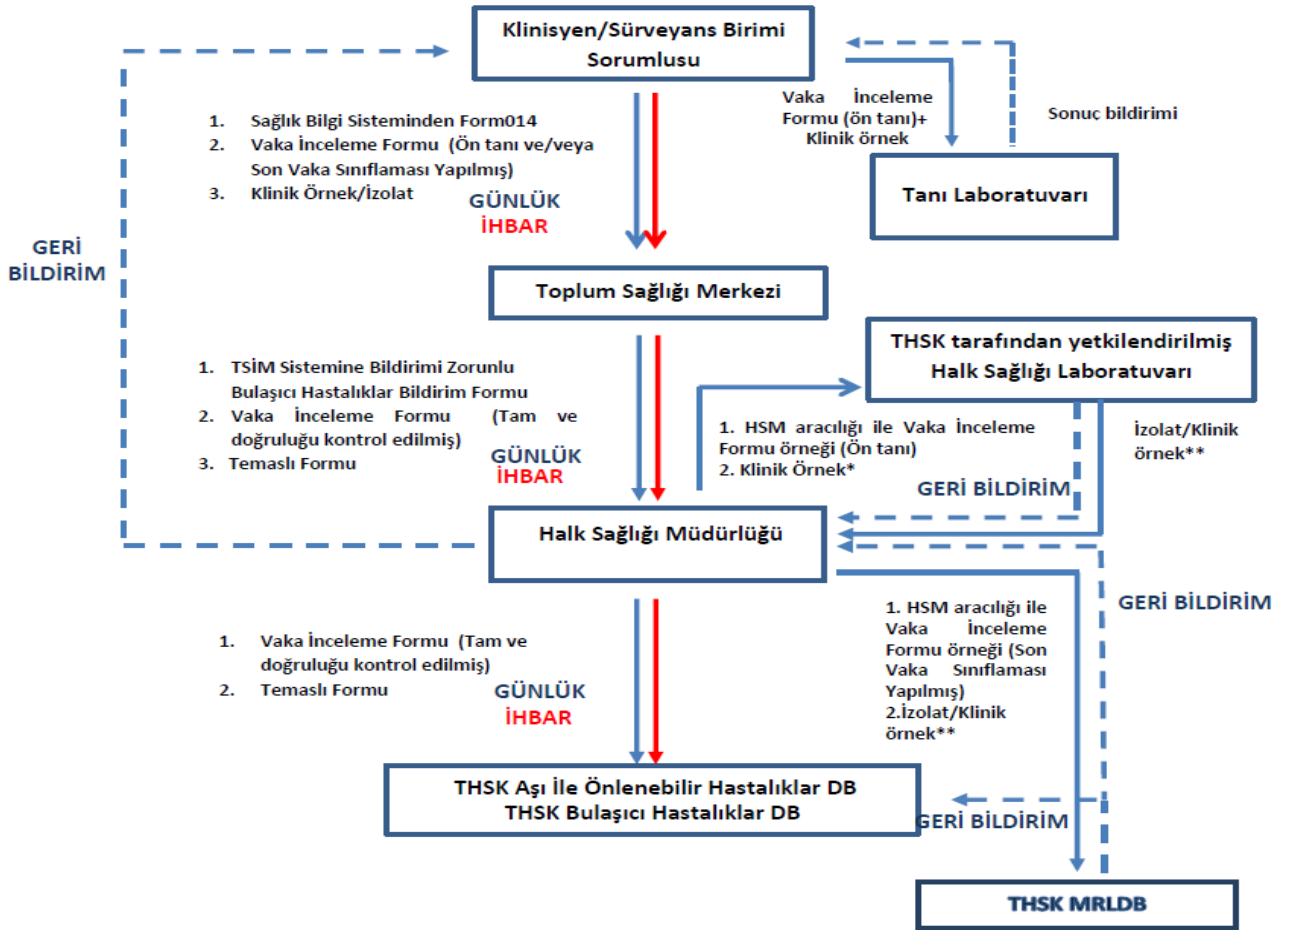 Klinisyen/Sürveyans Birimi
Sorumlusu
Vaka İnceleme
Formu (ön tanı)+
Klinik örnek
Sonuç bildirimi
Tanı Laboratuvarı
1. Sağlık Bilgi Sisteminden Form014
2. Vaka İnceleme Formu (Ön tanı ve/veya
Son Vaka Sınıflaması Yapılmış)
3. Klinik Örnek/İzolat
GÜNLÜK
İHBAR
GERİ
BİLDİRİM
Toplum Sağlığı Merkezi
THSK tarafından yetkilendirilmiş
Halk Sağlığı Laboratuvarı
1. TSİM Sistemine Bildirimi Zorunlu
Bulaşıcı Hastalıklar Bildirim Formu
2. Vaka İnceleme Formu (Tam ve
doğruluğu kontrol edilmiş)
3. Temaslı Formu
GÜNLÜK
İHBAR
1. HSM aracılığı ile Vaka İnceleme
Formu örneği (Ön tanı)
2. Klinik Örnek*
İzolat/Klinik
örnek**
GERİ BİLDİRİM
Halk Sağlığı Müdürlüğü
GERİ BİLDİRİM
1. HSM aracılığı ile
Vaka İnceleme
Formu örneği (Son
Vaka Sınıflaması
Yapılmış)
2.İzolat/Klinik
örnek**
1. Vaka İnceleme Formu (Tam ve
doğruluğu kontrol edilmiş)
2. Temaslı Formu
GÜNLÜK
İHBAR
THSK Aşı İle Önlenebilir Hastalıklar DB
THSK Bulaşıcı Hastalıklar DB
GERİ BİLDİRİM
THSK MRLDB